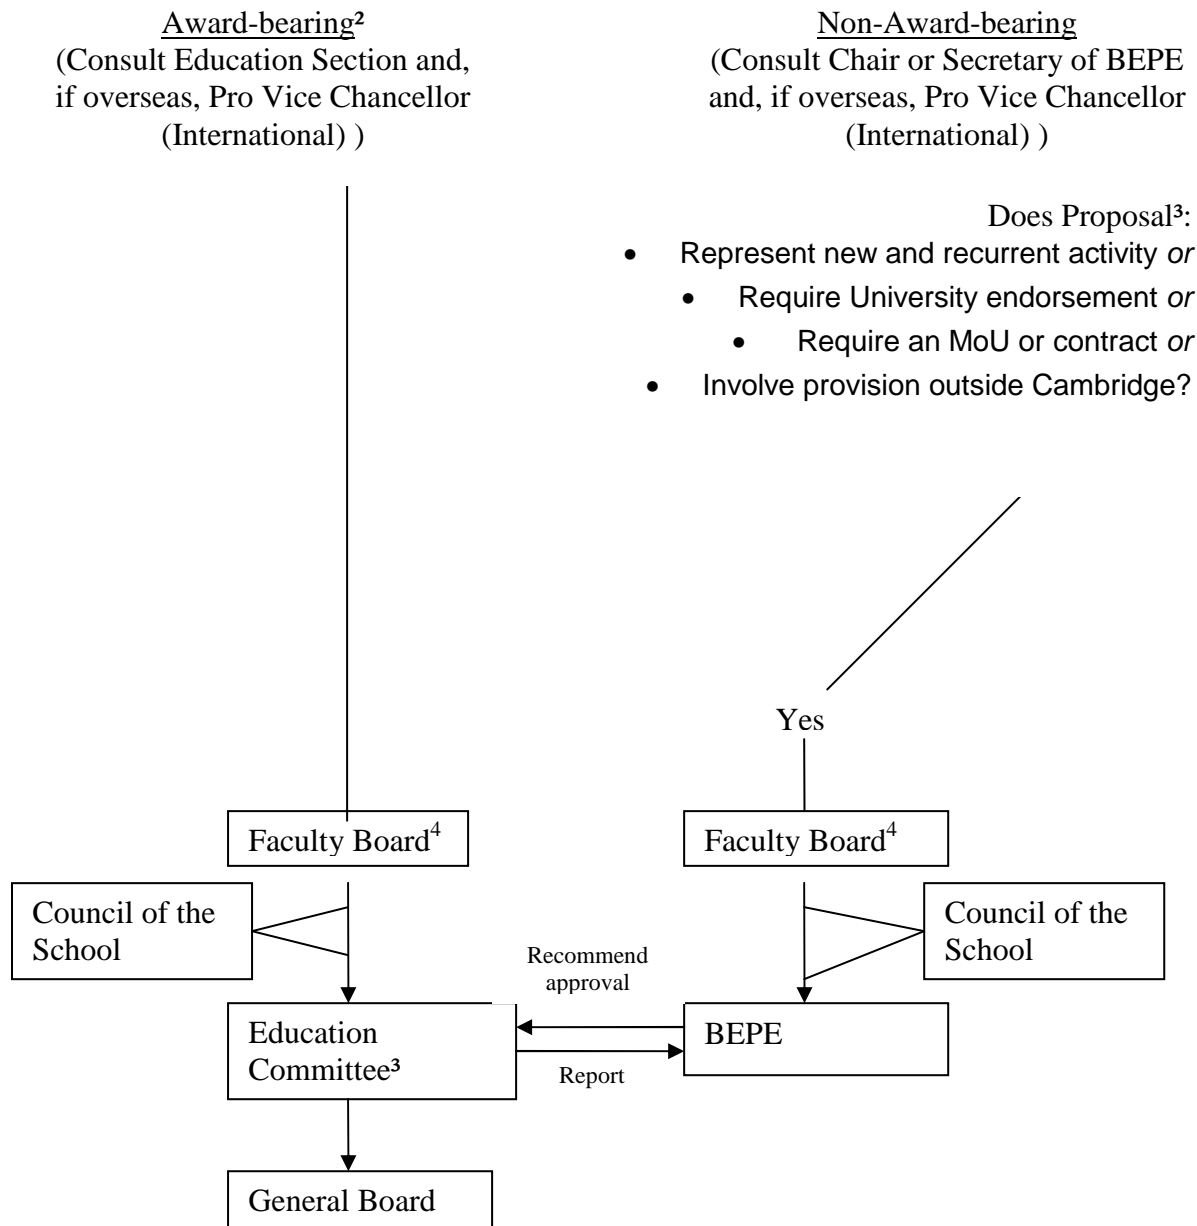 Award-bearing²
(Consult Education Section and,
if overseas, Pro Vice Chancellor
(International) )
Non-Award-bearing
(Consult Chair or Secretary of BEPE
and, if overseas, Pro Vice Chancellor
(International) )
Does Proposal³:
• Represent new and recurrent activity or
• Require University endorsement or
• Require an MoU or contract or
• Involve provision outside Cambridge?
Yes
Faculty Board⁴
Faculty Board⁴
Council of the
School
Council of the
School
Recommend
approval
Education
Committee³
BEPE
Report
General Board